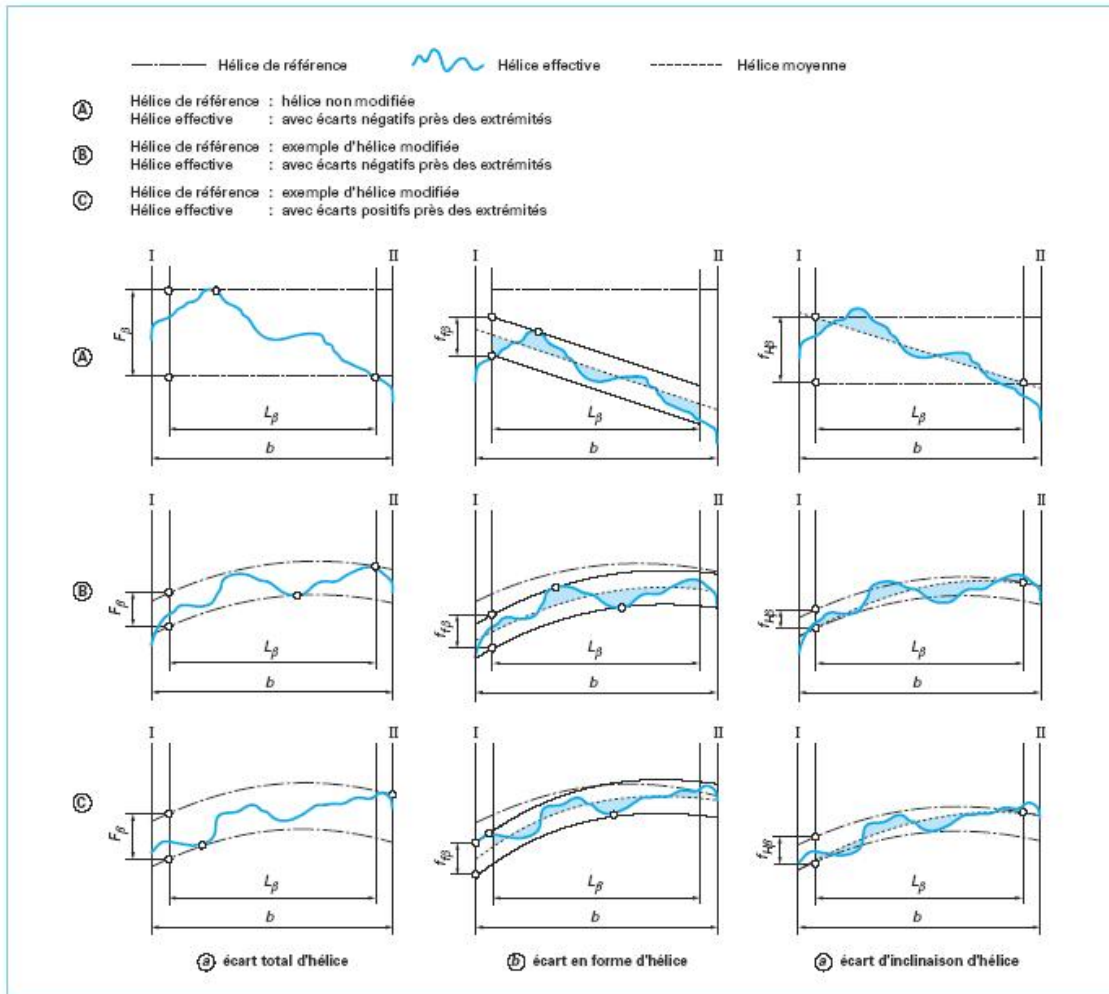 Hélice de référence Hélice effective Hélice moyenne
A Hélice de référence : hélice non modifiée
Hélice effective : avec écarts négatifs près des extrémités
B Hélice de référence : exemple d'hélice modifiée
Hélice effective : avec écarts négatifs près des extrémités
C Hélice de référence : exemple d'hélice modifiée
Hélice effective : avec écarts positifs près des extrémités
I II I II I II
A Fβ ffβ fHβ
Lβ Lβ Lβ
b b b
I II I II I II
B Fβ ffβ fHβ
Lβ Lβ Lβ
b b b
I II I II I II
C Fβ ffβ fHβ
Lβ Lβ Lβ
b b b
a écart total d'hélice b écart en forme d'hélice a écart d'inclinaison d'hélice